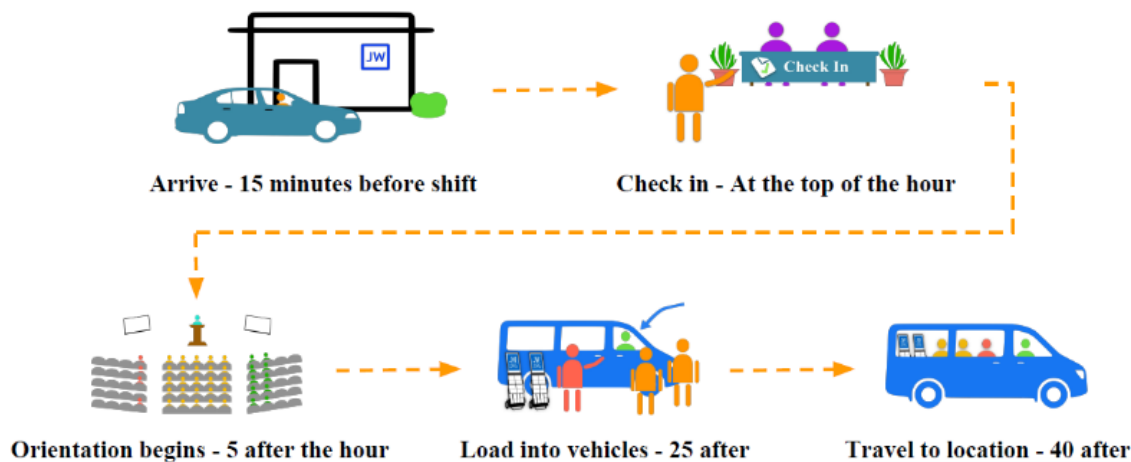 JW
Check In
Arrive - 15 minutes before shift
Check in - At the top of the hour
Orientation begins - 5 after the hour
Load into vehicles - 25 after
Travel to location - 40 after